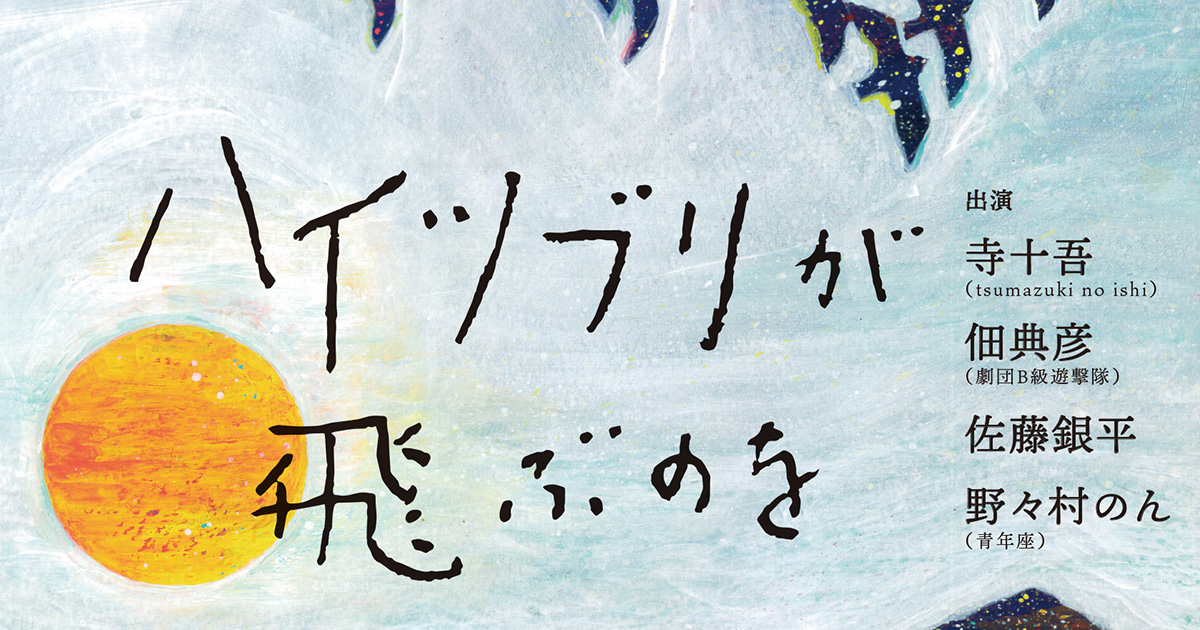 ハイツブリが
飛ぶのを
出演
寺十吾
(tsumazuki no ishi)
佃典彦
(劇団B級遊撃隊)
佐藤銀平
野々村のん
(青年座)